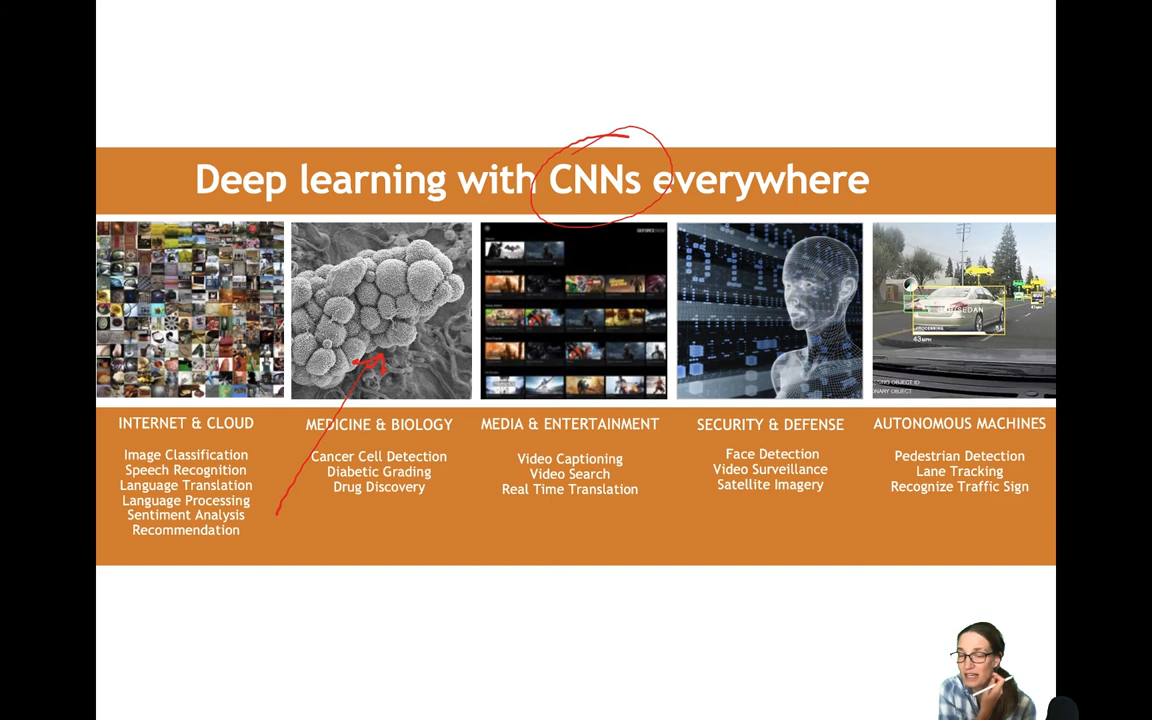 Deep learning with CNNs everywhere
INTERNET & CLOUD
Image Classification
Speech Recognition
Language Translation
Language Processing
Sentiment Analysis
Recommendation
MEDICINE & BIOLOGY
Cancer Cell Detection
Diabetic Grading
Drug Discovery
MEDIA & ENTERTAINMENT
Video Captioning
Video Search
Real Time Translation
SECURITY & DEFENSE
Face Detection
Video Surveillance
Satellite Imagery
PROCESSING
43MPH
AUTONOMOUS MACHINES
Pedestrian Detection
Lane Tracking
Recognize Traffic Sign